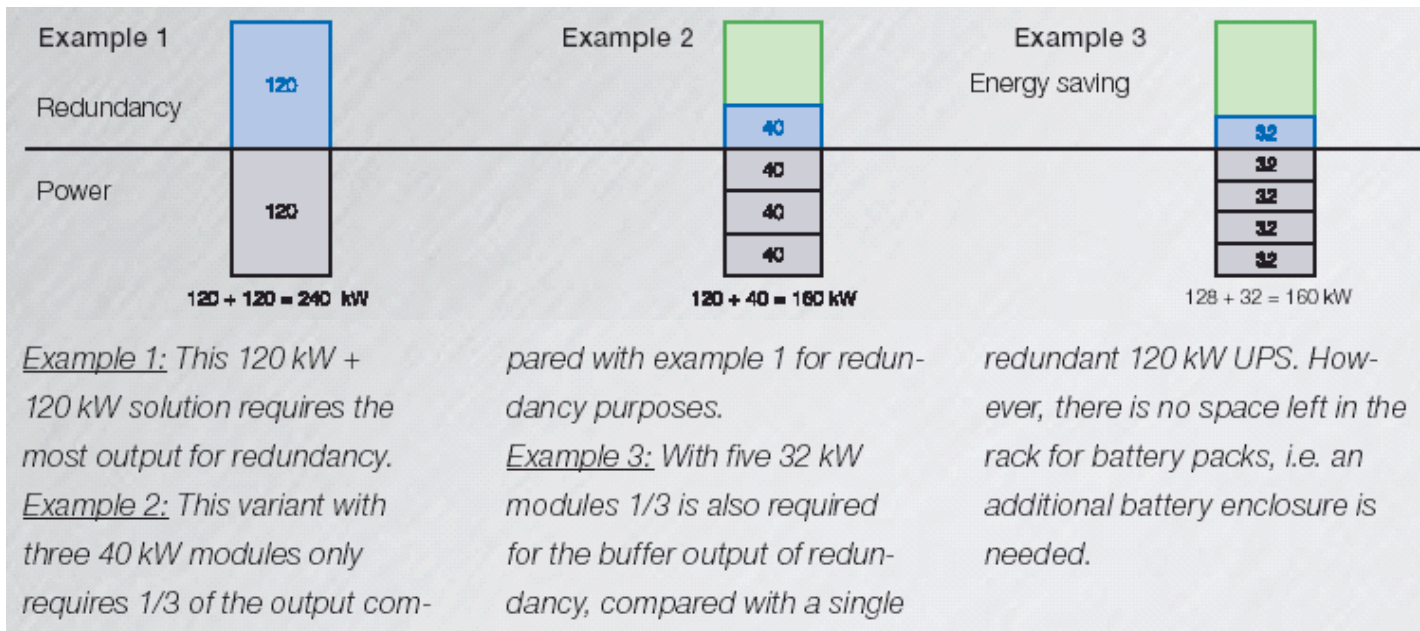 Example 1
Redundancy
Power
120
120
120 + 120 = 240 kW
Example 2
40
40
40
40
120 + 40 = 160 kW
Example 3
Energy saving
32
32
32
32
32
128 + 32 = 160 kW
Example 1: This 120 kW +
120 kW solution requires the
most output for redundancy.
Example 2: This variant with
three 40 kW modules only
requires 1/3 of the output com-
pared with example 1 for redun-
dancy purposes.
Example 3: With five 32 kW
modules 1/3 is also required
for the buffer output of redun-
dancy, compared with a single
redundant 120 kW UPS. How-
ever, there is no space left in the
rack for battery packs, i.e. an
additional battery enclosure is
needed.